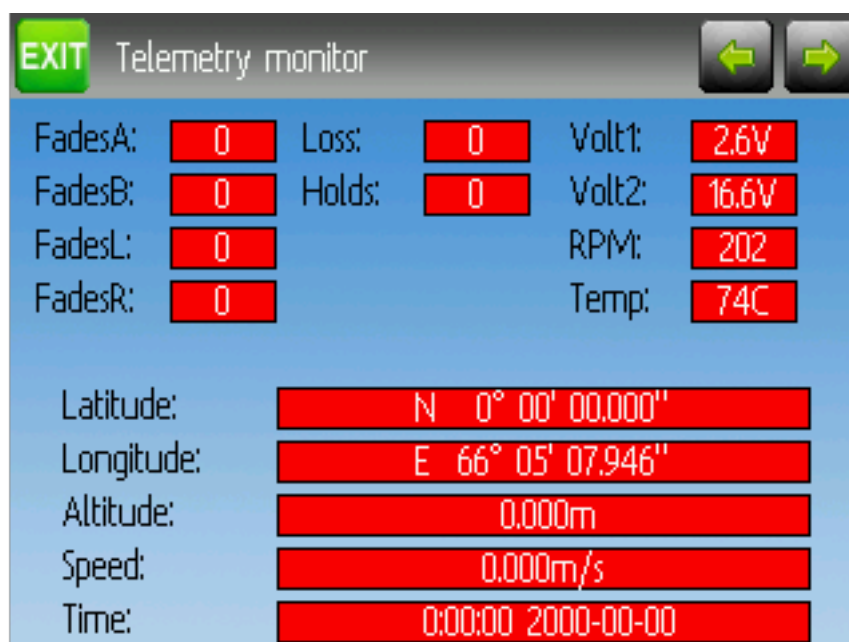 EXIT Telemetry monitor
FadesA: 0 Loss: 0 Volt1: 2.6V
FadesB: 0 Holds: 0 Volt2: 16.6V
FadesL: 0 RPM: 202
FadesR: 0 Temp: 74C
Latitude: N 0° 00' 00.000"
Longitude: E 66° 05' 07.946"
Altitude: 0.000m
Speed: 0.000m/s
Time: 0:00:00 2000-00-00